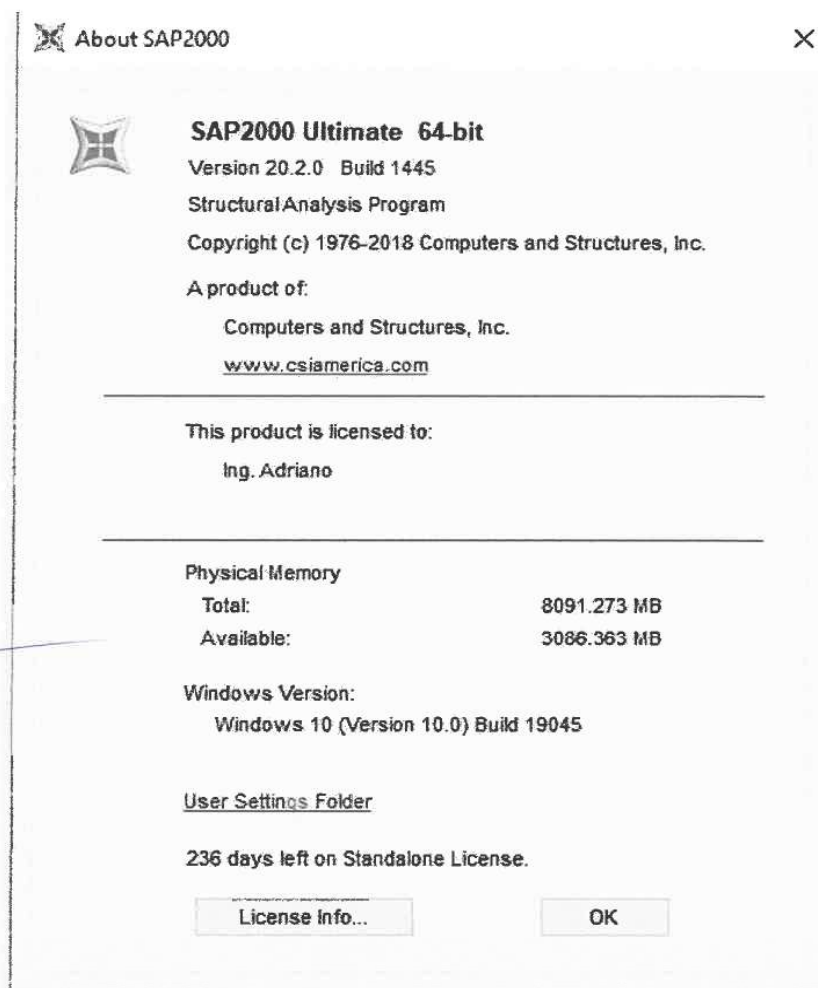 About SAP2000
SAP2000 Ultimate 64-bit
Version 20.2.0 Build 1445
Structural Analysis Program
Copyright (c) 1976-2018 Computers and Structures, Inc.
A product of:
Computers and Structures, Inc.
www.csiamerica.com
This product is licensed to:
Ing. Adriano
Physical Memory
Total: 8091.273 MB
Available: 3086.363 MB
Windows Version:
Windows 10 (Version 10.0) Build 19045
User Settings Folder
236 days left on Standalone License.
License Info... OK